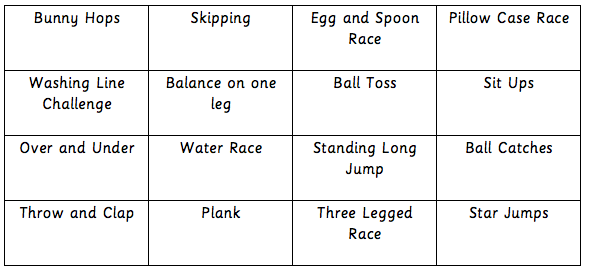 Bunny Hops
Skipping
Egg and Spoon
Race
Pillow Case Race
Washing Line
Challenge
Balance on one
leg
Ball Toss
Sit Ups
Over and Under
Water Race
Standing Long
Jump
Ball Catches
Throw and Clap
Plank
Three Legged
Race
Star Jumps